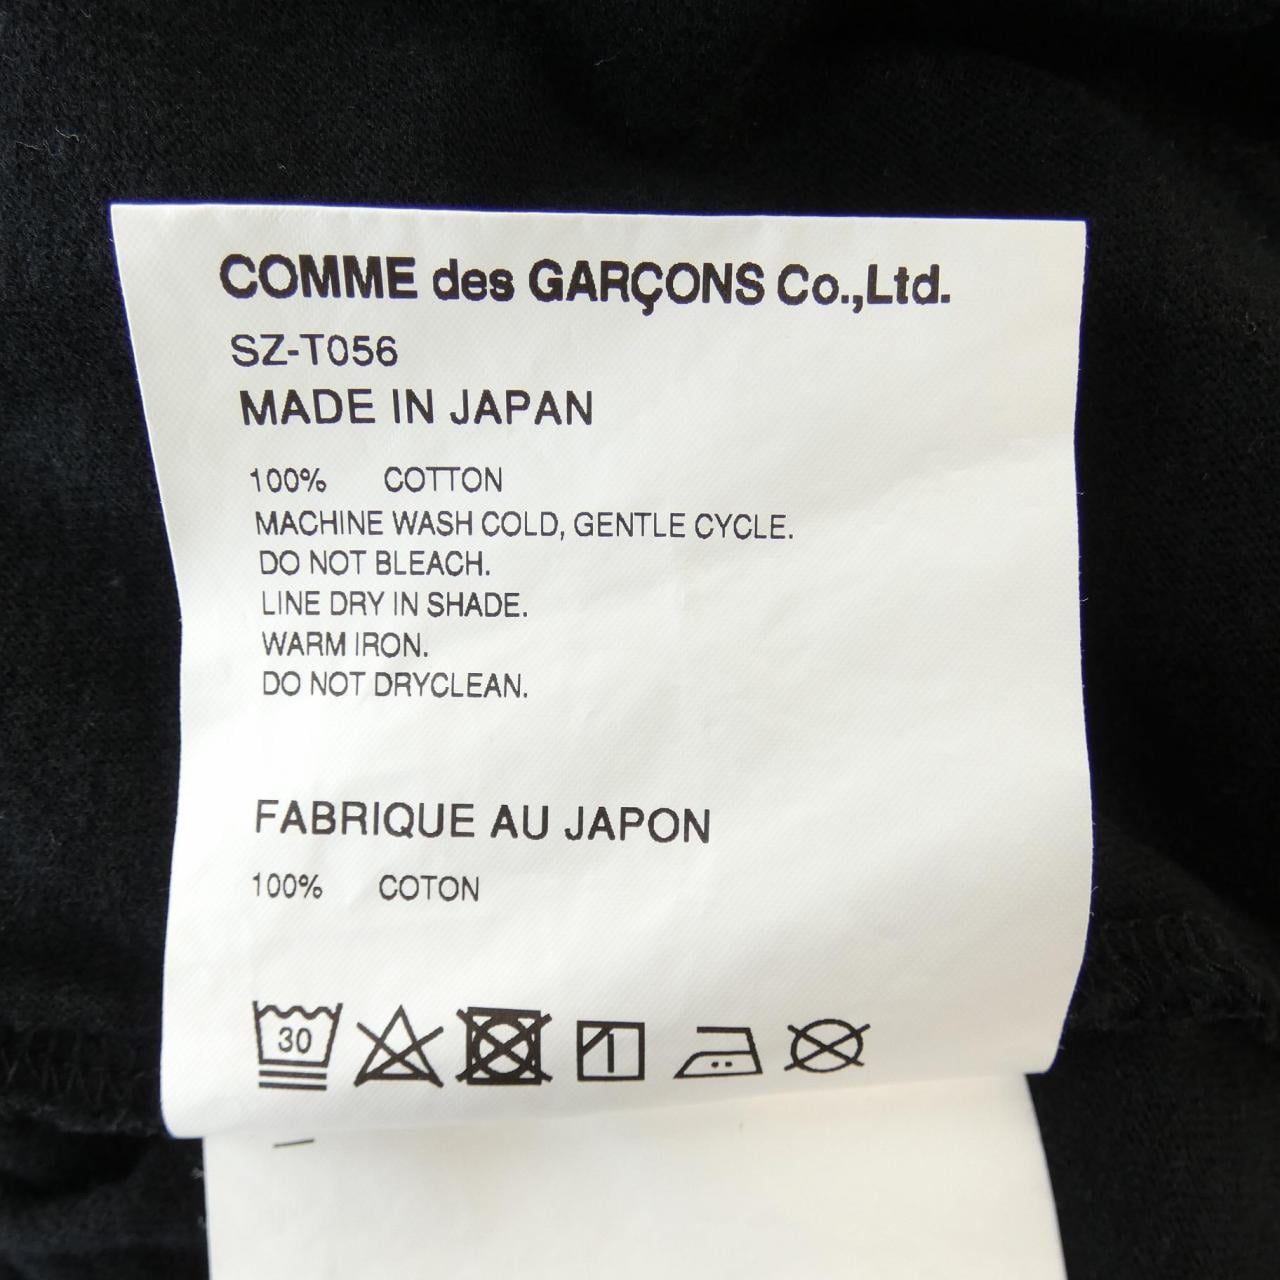 COMME des GARÇONS Co.,Ltd.
SZ-T056
MADE IN JAPAN
100% COTTON
MACHINE WASH COLD, GENTLE CYCLE.
DO NOT BLEACH.
LINE DRY IN SHADE.
WARM IRON.
DO NOT DRYCLEAN.
FABRIQUE AU JAPON
100% COTON
30